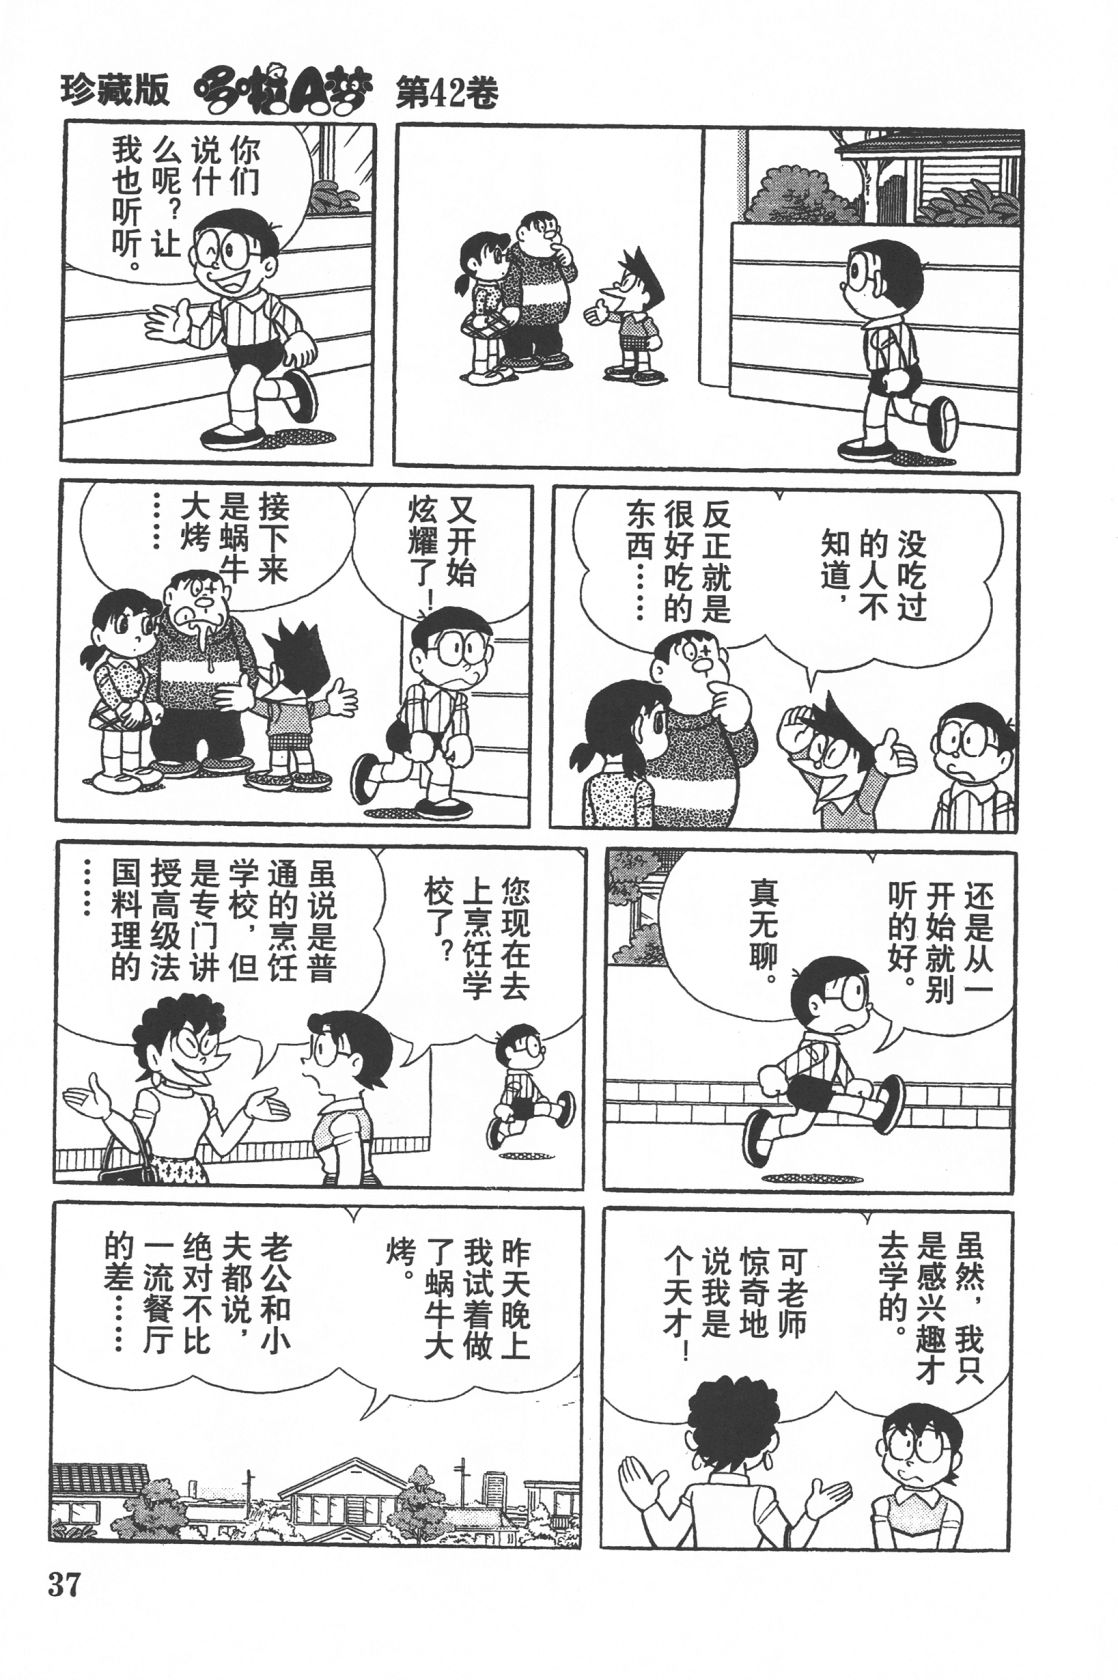 珍藏版 哆啦A梦 第42卷
你们
说什
么呢？让
我也听听。
又开始
炫耀了！
接下来
是蜗牛
大烤
……
没吃过
的人不
知道，
反正就是
很好吃的
东西……
还是从一
开始就别
听的好。
真无聊。
您现在去
上烹饪学
校了？
虽说是普
通的烹饪
学校，但
是专门讲
授高级法
国料理的
……
虽然，我只
是感兴趣才
去学的。
可老师
惊奇地
说我是
个天才！
昨天晚上
我试着做
了蜗牛大
烤。
老公和小
夫都说，
绝对不比
一流餐厅
的差……
37